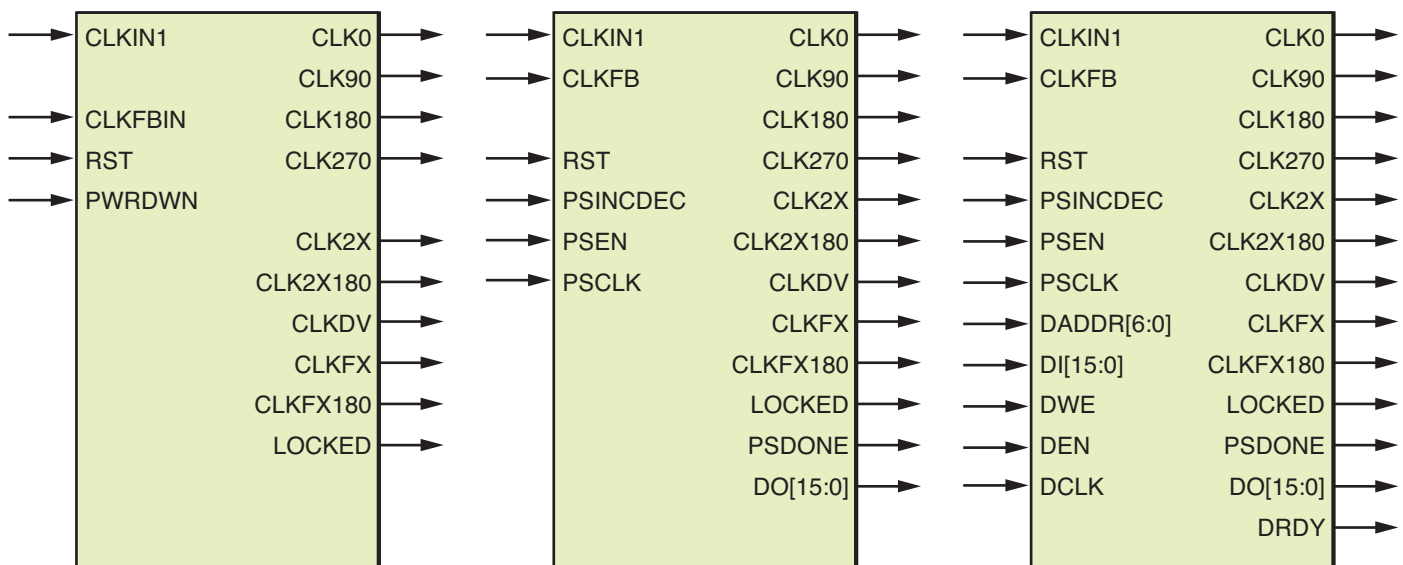 CLKIN1 CLK0
CLK90
CLKFBIN CLK180
RST CLK270
PWRDWN
CLK2X
CLK2X180
CLKDV
CLKFX
CLKFX180
LOCKED
CLKIN1 CLK0
CLKFB CLK90
CLK180
RST CLK270
PSINCDEC CLK2X
PSEN CLK2X180
PSCLK CLKDV
CLKFX
CLKFX180
LOCKED
PSDONE
DO[15:0]
CLKIN1 CLK0
CLKFB CLK90
CLK180
RST CLK270
PSINCDEC CLK2X
PSEN CLK2X180
PSCLK CLKDV
DADDR[6:0] CLKFX
DI[15:0] CLKFX180
DWE LOCKED
DEN PSDONE
DCLK DO[15:0]
DRDY